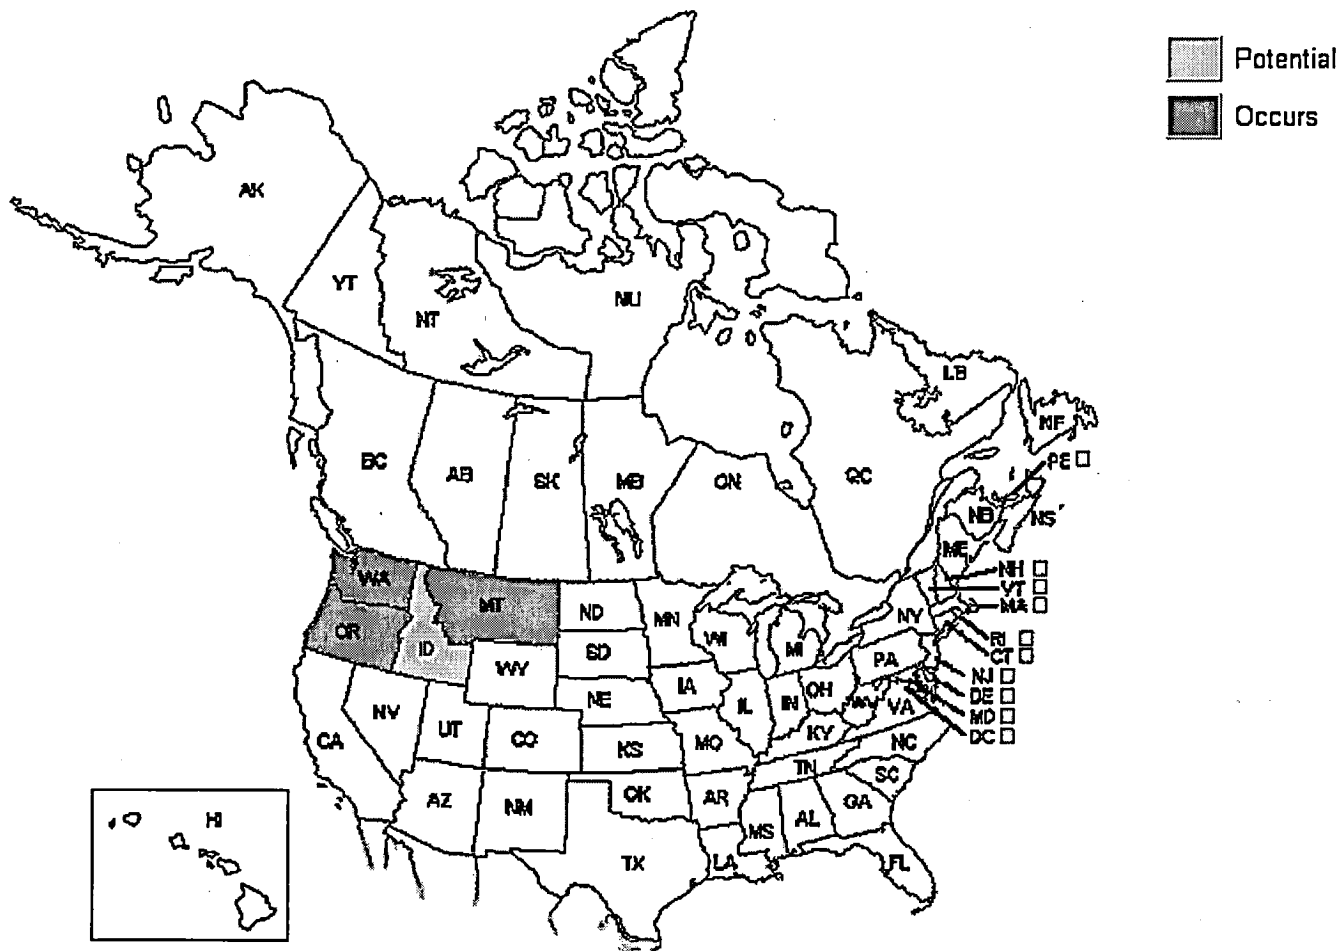 Potential
Occurs
AK
YT
NT
NU
LB
NF
PE
BC
AB
SK
MB
ON
QC
NB
NS
ME
NH
VT
MA
WA
MT
ND
MN
NY
OR
ID
RI
CT
WY
SD
WI
MI
PA
NJ
DE
MD
DC
NV
UT
NE
IA
IL
IN
OH
WV
VA
CA
CO
KS
MO
KY
NC
TN
SC
AZ
NM
OK
AR
GA
HI
MS
AL
TX
LA
FL